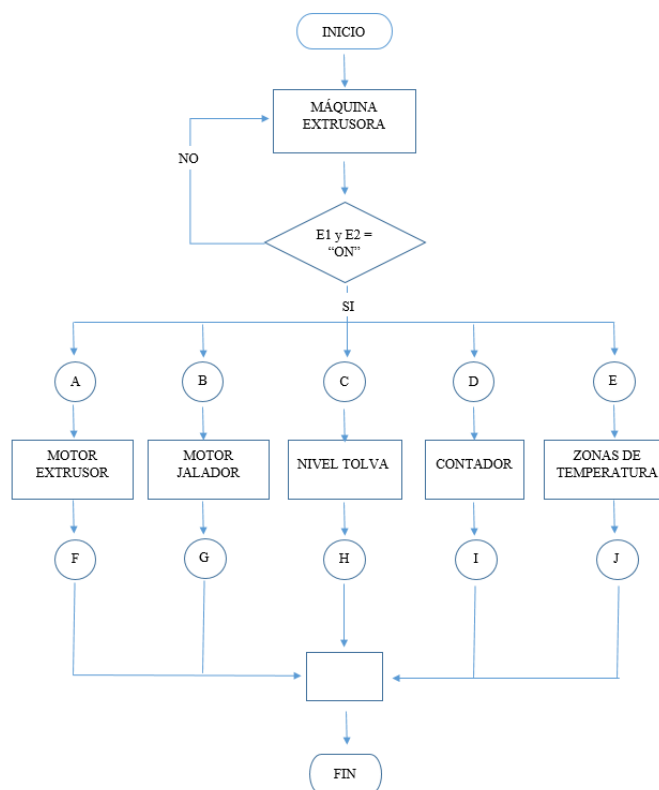 INICIO
MÁQUINA
EXTRUSORA
NO
E1 y E2 =
“ON”
SI
A
B
C
D
E
MOTOR
EXTRUSOR
MOTOR
JALADOR
NIVEL TOLVA
CONTADOR
ZONAS DE
TEMPERATURA
F
G
H
I
J
FIN